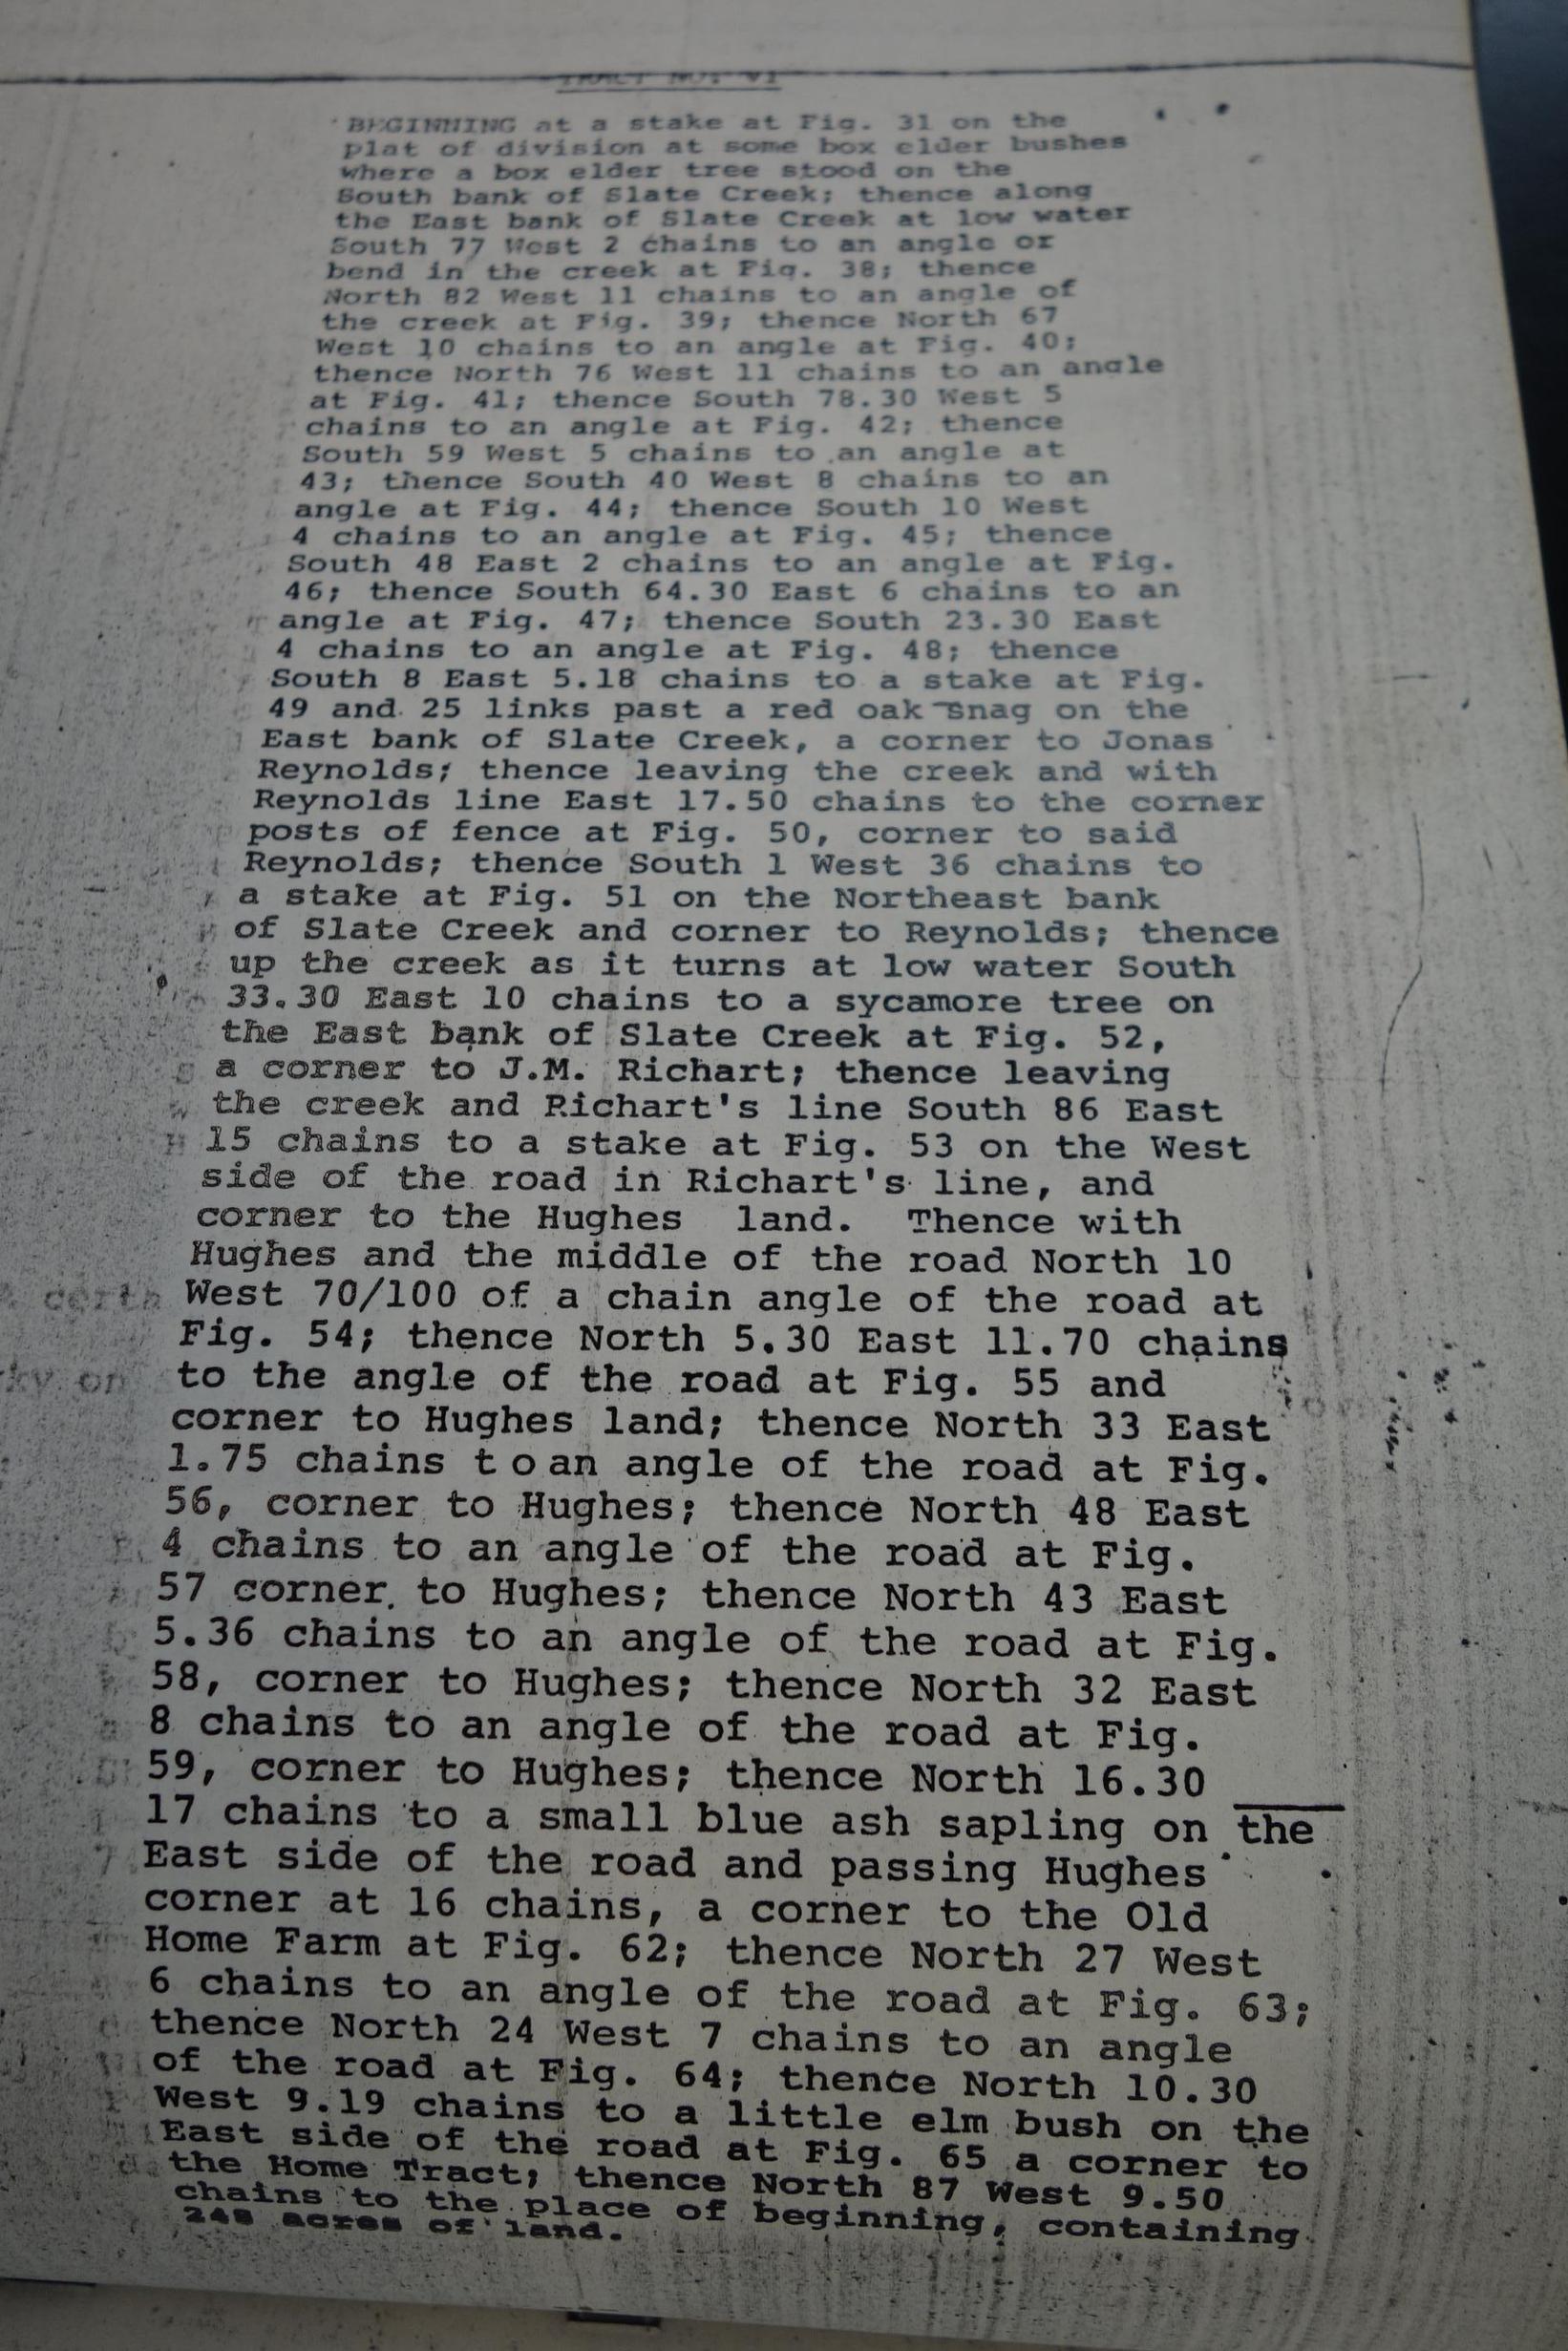 TRACT NO. VI
BEGINNING at a stake at Fig. 31 on the
plat of division at some box elder bushes
where a box elder tree stood on the
South bank of Slate Creek; thence along
the East bank of Slate Creek at low water
South 77 West 2 chains to an angle or
bend in the creek at Fig. 38; thence
North 82 West 11 chains to an angle of
the creek at Fig. 39; thence North 67
West 10 chains to an angle at Fig. 40;
thence North 76 West 11 chains to an angle
at Fig. 41; thence South 78.30 West 5
chains to an angle at Fig. 42; thence
South 59 West 5 chains to an angle at
43; thence South 40 West 8 chains to an
angle at Fig. 44; thence South 10 West
4 chains to an angle at Fig. 45; thence
South 48 East 2 chains to an angle at Fig.
46; thence South 64.30 East 6 chains to an
angle at Fig. 47; thence South 23.30 East
4 chains to an angle at Fig. 48; thence
South 8 East 5.18 chains to a stake at Fig.
49 and 25 links past a red oak snag on the
East bank of Slate Creek, a corner to Jonas
Reynolds; thence leaving the creek and with
Reynolds line East 17.50 chains to the corner
posts of fence at Fig. 50, corner to said
Reynolds; thence South 1 West 36 chains to
a stake at Fig. 51 on the Northeast bank
of Slate Creek and corner to Reynolds; thence
up the creek as it turns at low water South
33.30 East 10 chains to a sycamore tree on
the East bank of Slate Creek at Fig. 52,
a corner to J.M. Richart; thence leaving
the creek and Richart's line South 86 East
15 chains to a stake at Fig. 53 on the West
side of the road in Richart's line, and
corner to the Hughes land. Thence with
Hughes and the middle of the road North 10
West 70/100 of a chain angle of the road at
Fig. 54; thence North 5.30 East 11.70 chains
to the angle of the road at Fig. 55 and
corner to Hughes land; thence North 33 East
1.75 chains to an angle of the road at Fig.
56, corner to Hughes; thence North 48 East
4 chains to an angle of the road at Fig.
57 corner to Hughes; thence North 43 East
5.36 chains to an angle of the road at Fig.
58, corner to Hughes; thence North 32 East
8 chains to an angle of the road at Fig.
59, corner to Hughes; thence North 16.30
17 chains to a small blue ash sapling on the
East side of the road and passing Hughes'
corner at 16 chains, a corner to the Old
Home Farm at Fig. 62; thence North 27 West
6 chains to an angle of the road at Fig. 63;
thence North 24 West 7 chains to an angle
of the road at Fig. 64; thence North 10.30
West 9.19 chains to a little elm bush on the
East side of the road at Fig. 65 a corner to
the Home Tract; thence North 87 West 9.50
chains to the place of beginning, containing
acres of land.